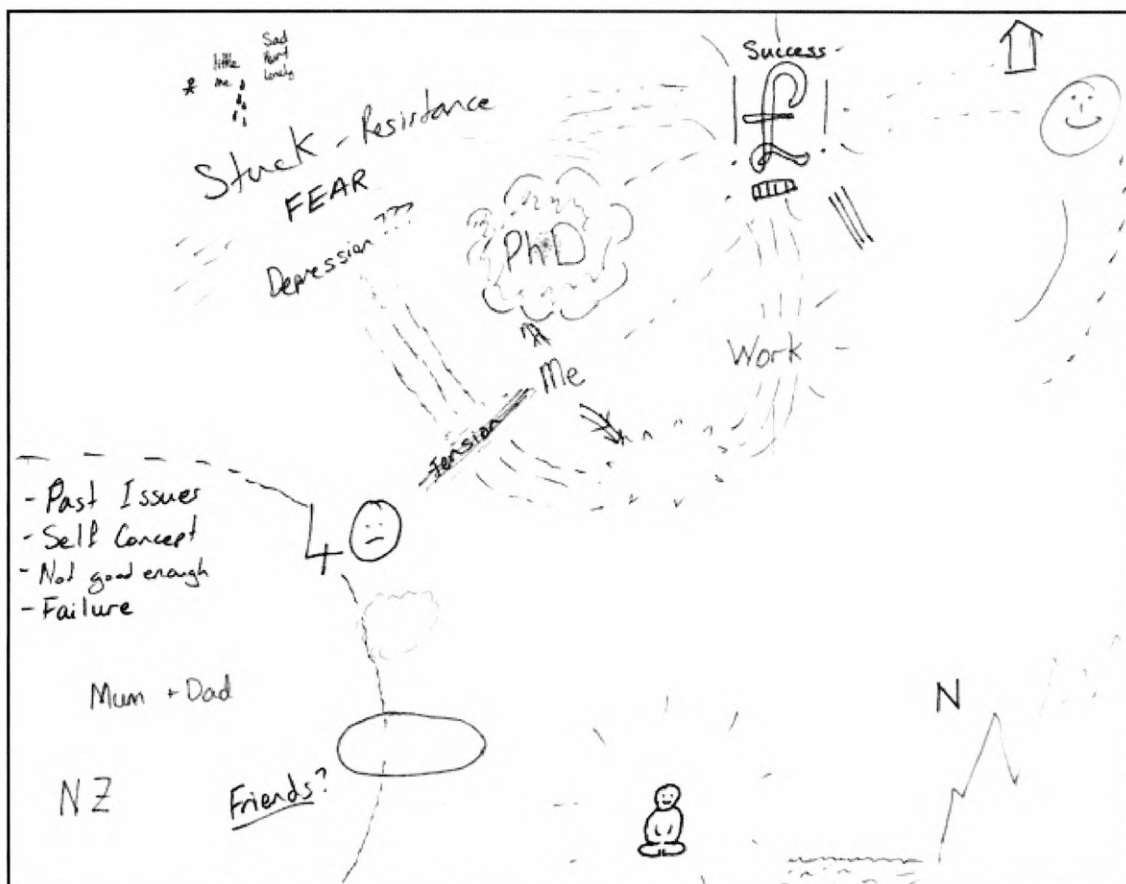 Sad
Hurt
Lonely
little
me
Success
£
Stuck - Resistance
FEAR
Depression???
PhD
Me
Work
Tension
- Past Issues
- Self Concept
- Not good enough
- Failure
Mum + Dad
NZ
Friends?
N